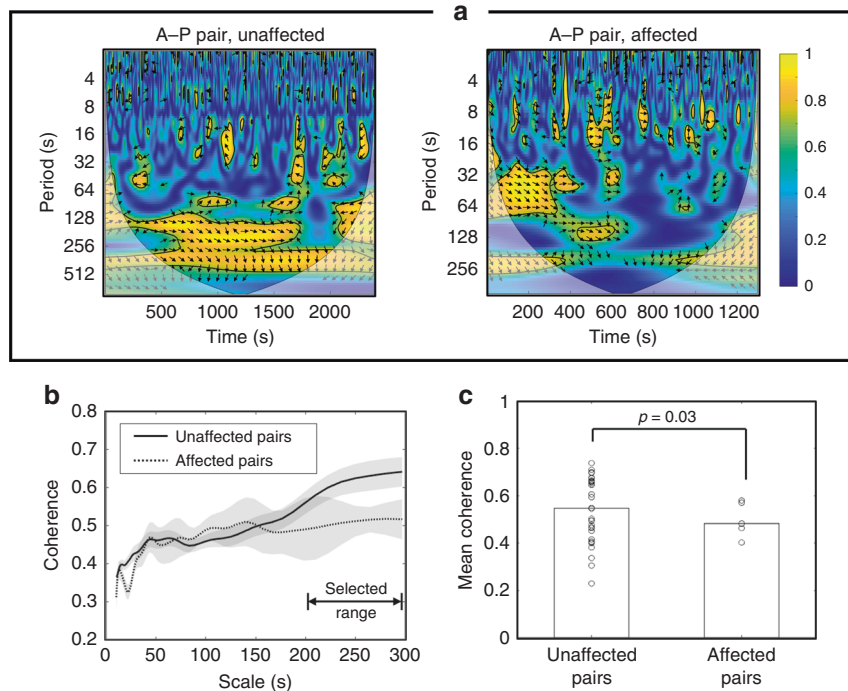 a
A–P pair, unaffected
A–P pair, affected
Period (s)
4
8
16
32
64
128
256
512
500 1000 1500 2000
Time (s)
Period (s)
4
8
16
32
64
128
256
200 400 600 800 1000 1200
Time (s)
1
0.8
0.6
0.4
0.2
0
b
Coherence
0.8
0.7
0.6
0.5
0.4
0.3
0.2
Unaffected pairs
Affected pairs
Selected
range
0 50 100 150 200 250 300
Scale (s)
c
Mean coherence
1
0.8
0.6
0.4
0.2
0
p = 0.03
Unaffected
pairs
Affected
pairs